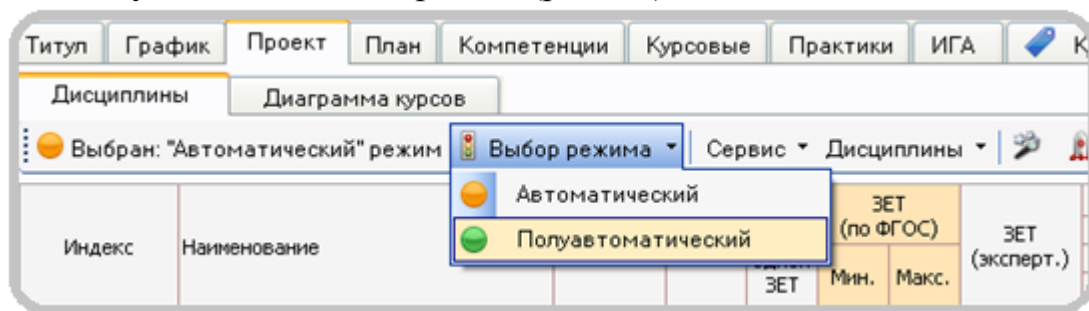 Титул График Проект План Компетенции Курсовые Практики ИГА
Дисциплины Диаграмма курсов
Выбран: "Автоматический" режим Выбор режима Сервис Дисциплины
Автоматический
Полуавтоматический
Индекс Наименование ЗЕТ ЗЕТ (по ФГОС) Мин. Макс. ЗЕТ (эксперт.)